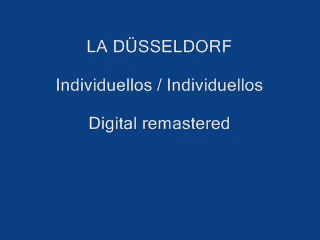 LA DÜSSELDORF
Individuellos / Individuellos
Digital remastered